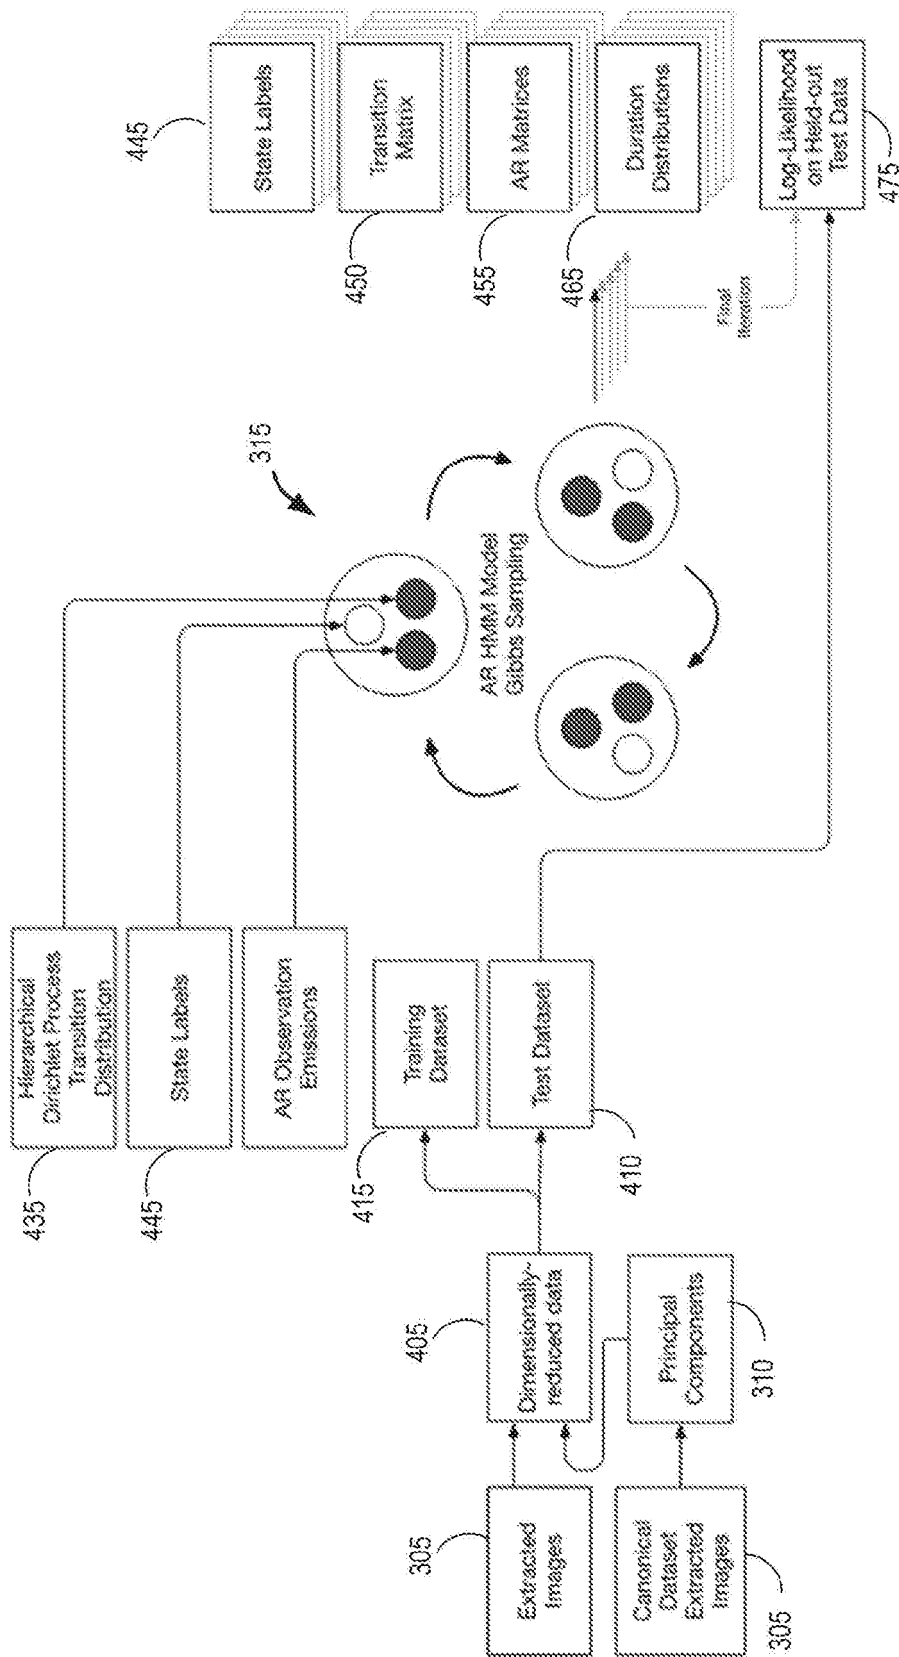 305
Extracted
Images
Canonical
Dataset
Extracted
Images
305
405
Dimensionally-
reduced data
Principal
Components
310
435
Hierarchical
Dirichlet Process
Transition
Distribution
445
State Labels
AR Observation
Emissions
415
Training
Dataset
Test Dataset
410
315
AR HMM Model
Gibbs Sampling
445
State Labels
450
Transition
Matrix
455
AR Matrices
465
Duration
Distributions
Final
Iteration
Log-Likelihood
on Held-out
Test Data
475